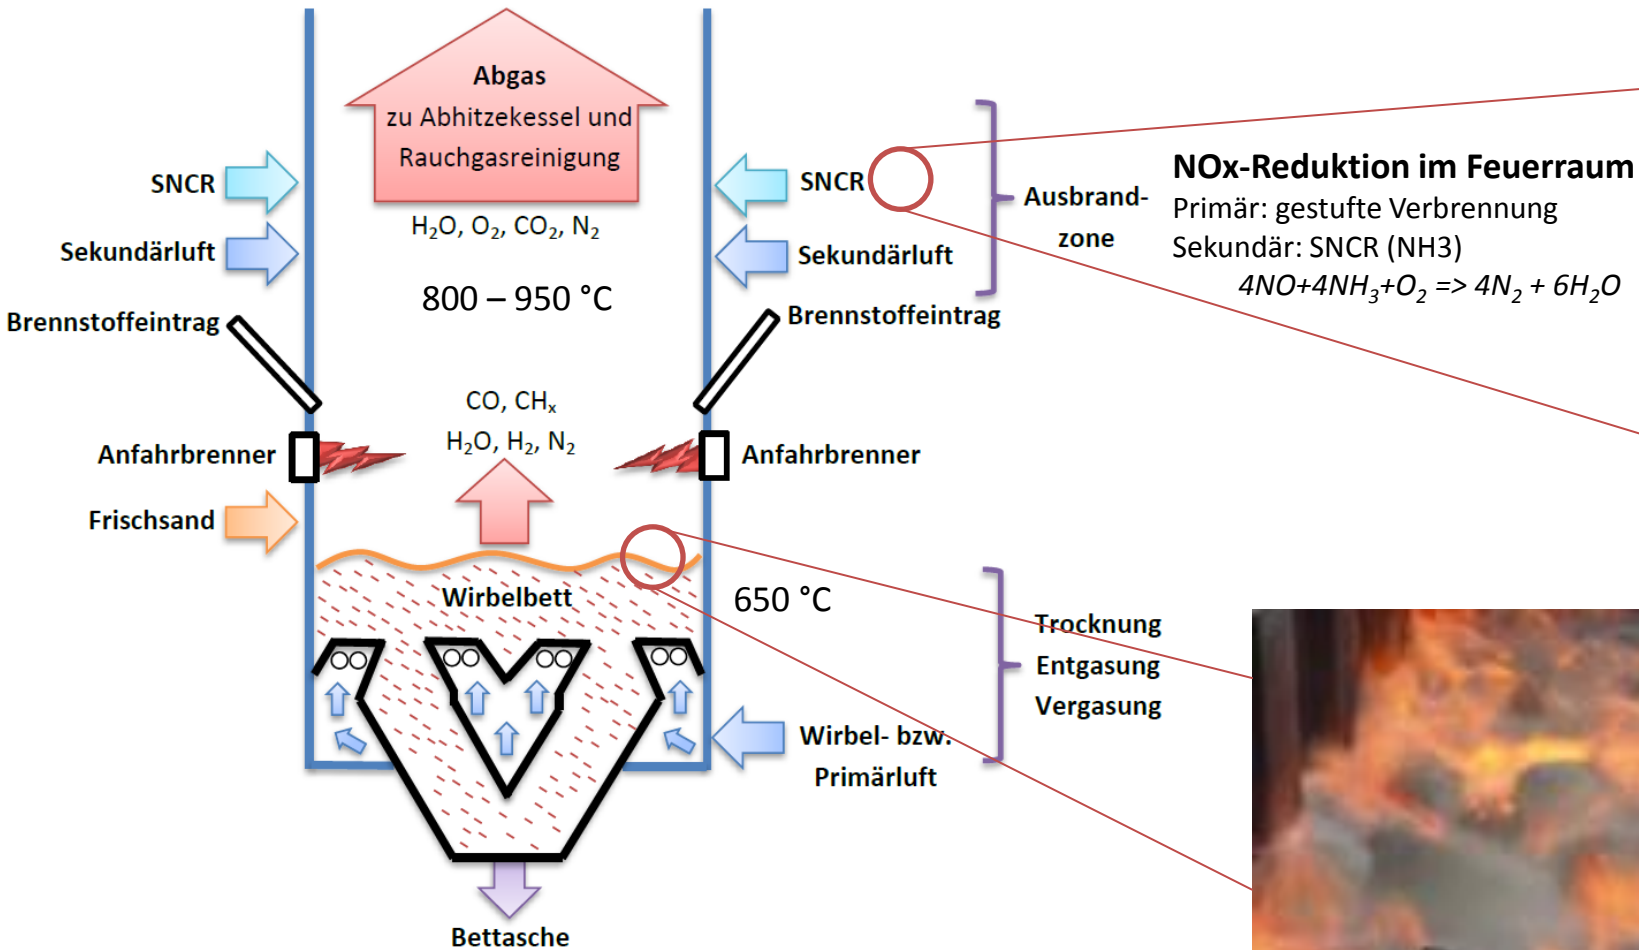 Abgas
zu Abhitzekessel und
Rauchgasreinigung
SNCR
SNCR
H₂O, O₂, CO₂, N₂
Sekundärluft
Sekundärluft
Ausbrand-
zone
NOx-Reduktion im Feuerraum
Primär: gestufte Verbrennung
Sekundär: SNCR (NH3)
4NO+4NH₃+O₂ => 4N₂ + 6H₂O
800 – 950 °C
Brennstoffeintrag
Brennstoffeintrag
CO, CHₓ
H₂O, H₂, N₂
Anfahrbrenner
Anfahrbrenner
Frischsand
Wirbelbett
650 °C
Trocknung
Entgasung
Vergasung
Wirbel- bzw.
Primärluft
Bettasche